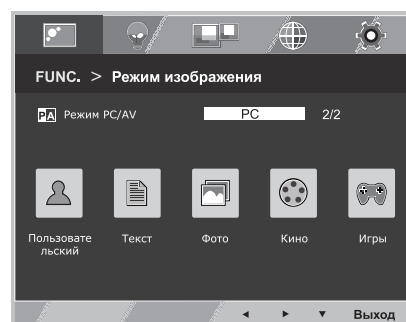 FUNC. > Режим изображения
PA Режим PC/AV PC 2/2
Пользовате
льский
Текст
Фото
Кино
Игры
Выход